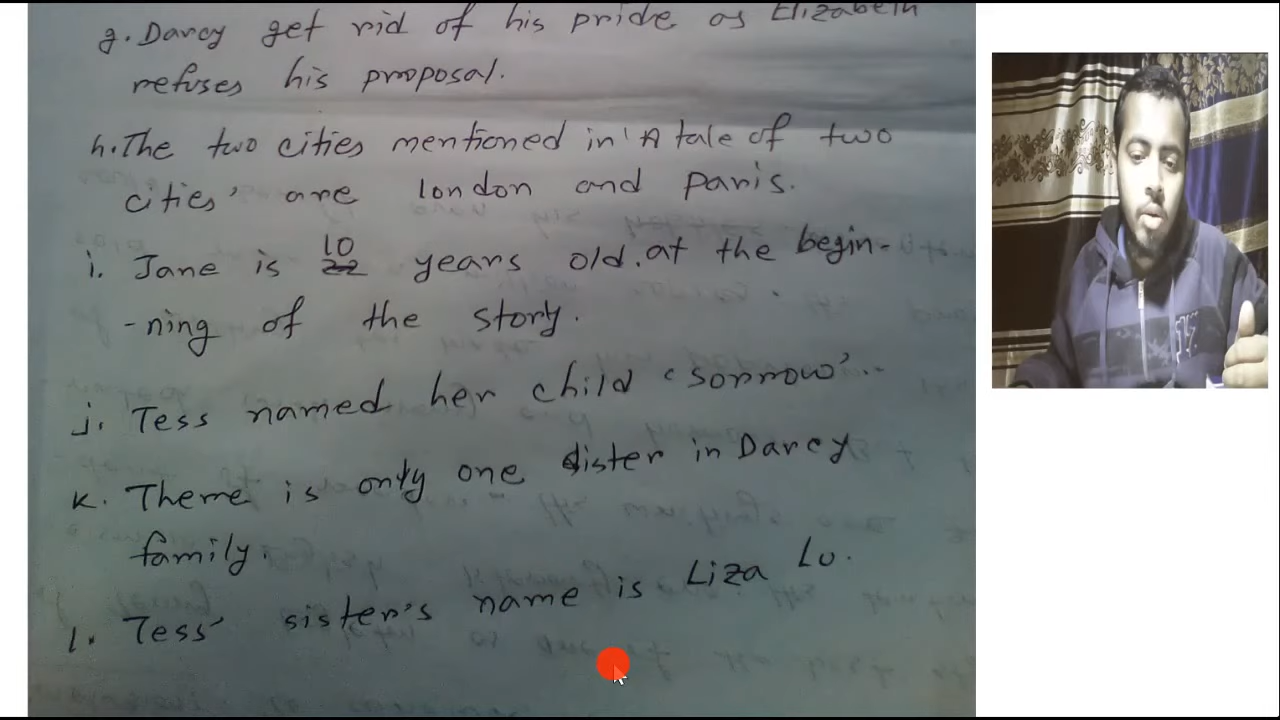 g. Darcy get rid of his pride as Elizabeth
refuses his proposal.
h. The two cities mentioned in 'A tale of two
cities' are london and paris.
i. Jane is 10 years old. at the begin-
-ning of the story.
j. Tess named her child 'sorrow'..
k. There is only one sister in Darcy
family.
l. Tess' sister's name is Liza Lu.